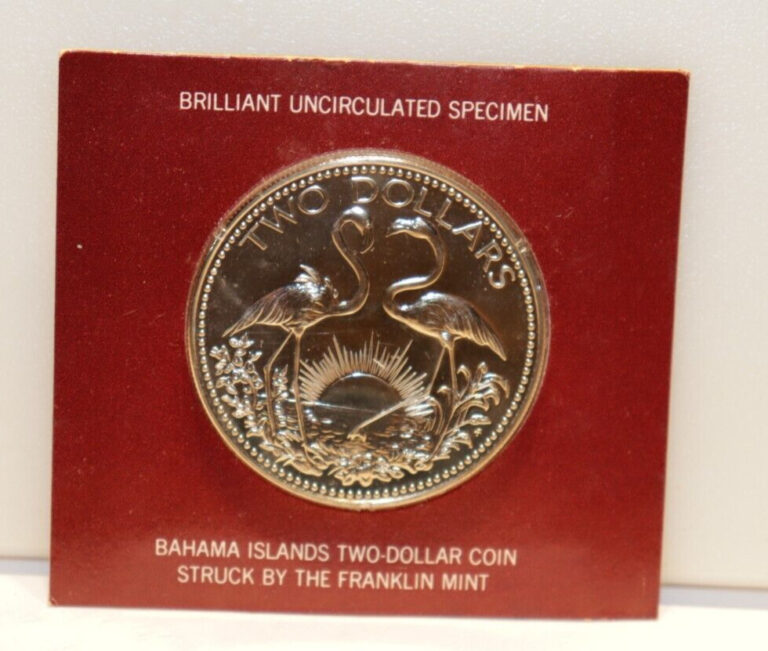 BRILLIANT UNCIRCULATED SPECIMEN
TWO DOLLARS
BAHAMA ISLANDS TWO-DOLLAR COIN
STRUCK BY THE FRANKLIN MINT